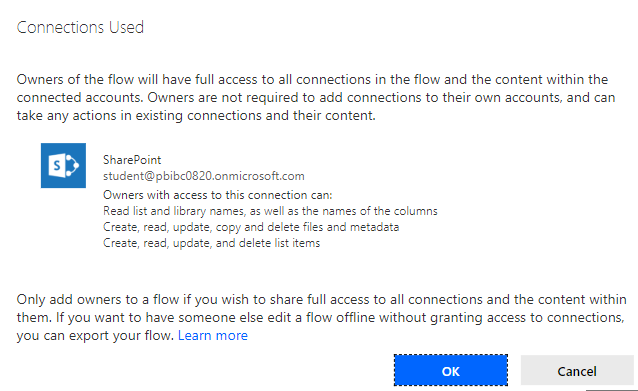 Connections Used
Owners of the flow will have full access to all connections in the flow and the content within the
connected accounts. Owners are not required to add connections to their own accounts, and can
take any actions in existing connections and their content.
S
SharePoint
student@pbibc0820.onmicrosoft.com
Owners with access to this connection can:
Read list and library names, as well as the names of the columns
Create, read, update, copy and delete files and metadata
Create, read, update, and delete list items
Only add owners to a flow if you wish to share full access to all connections and the content within
them. If you want to have someone else edit a flow offline without granting access to connections,
you can export your flow. Learn more
OK Cancel